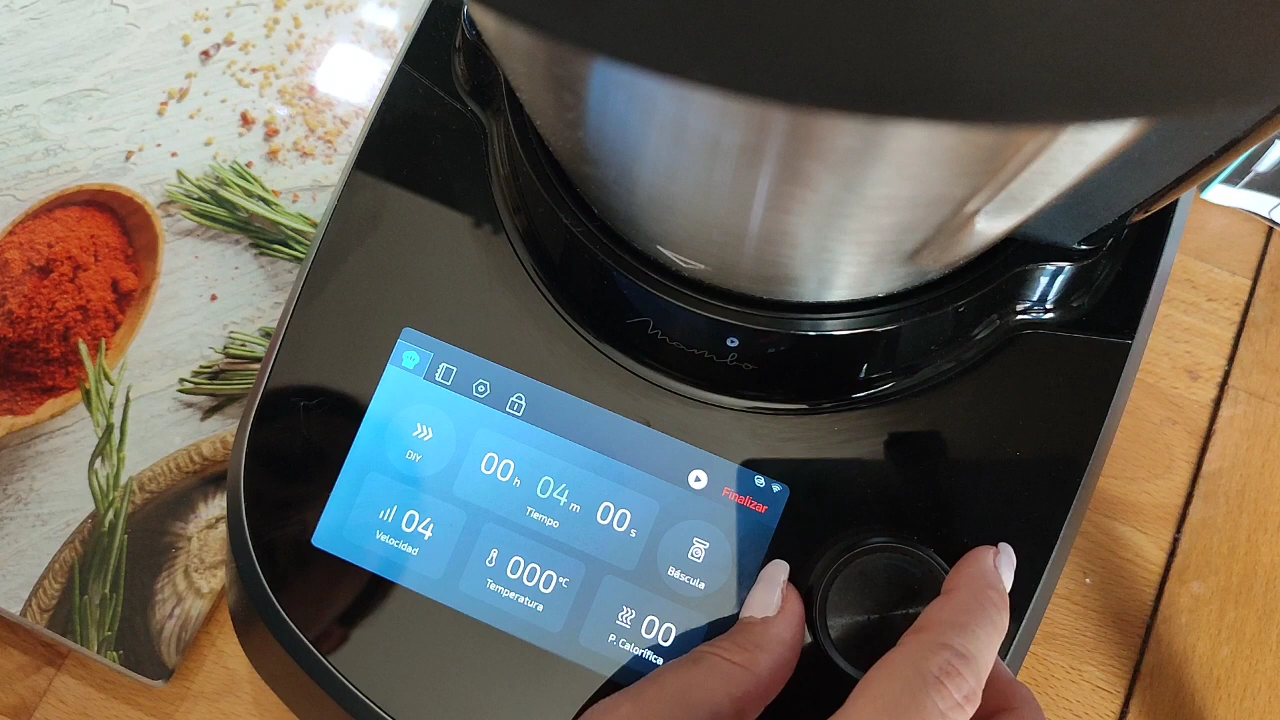 mambo
Finalizar
DIY
00h 04m 00s
Tiempo
Báscula
04
Velocidad
000°C
Temperatura
00
P. Calorífica